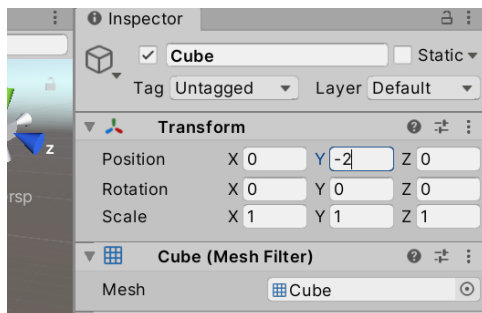 Inspector
Cube Static
Tag Untagged Layer Default
z
Transform
Position X 0 Y -2 Z 0
ersp
Rotation X 0 Y 0 Z 0
Scale X 1 Y 1 Z 1
Cube (Mesh Filter)
Mesh Cube